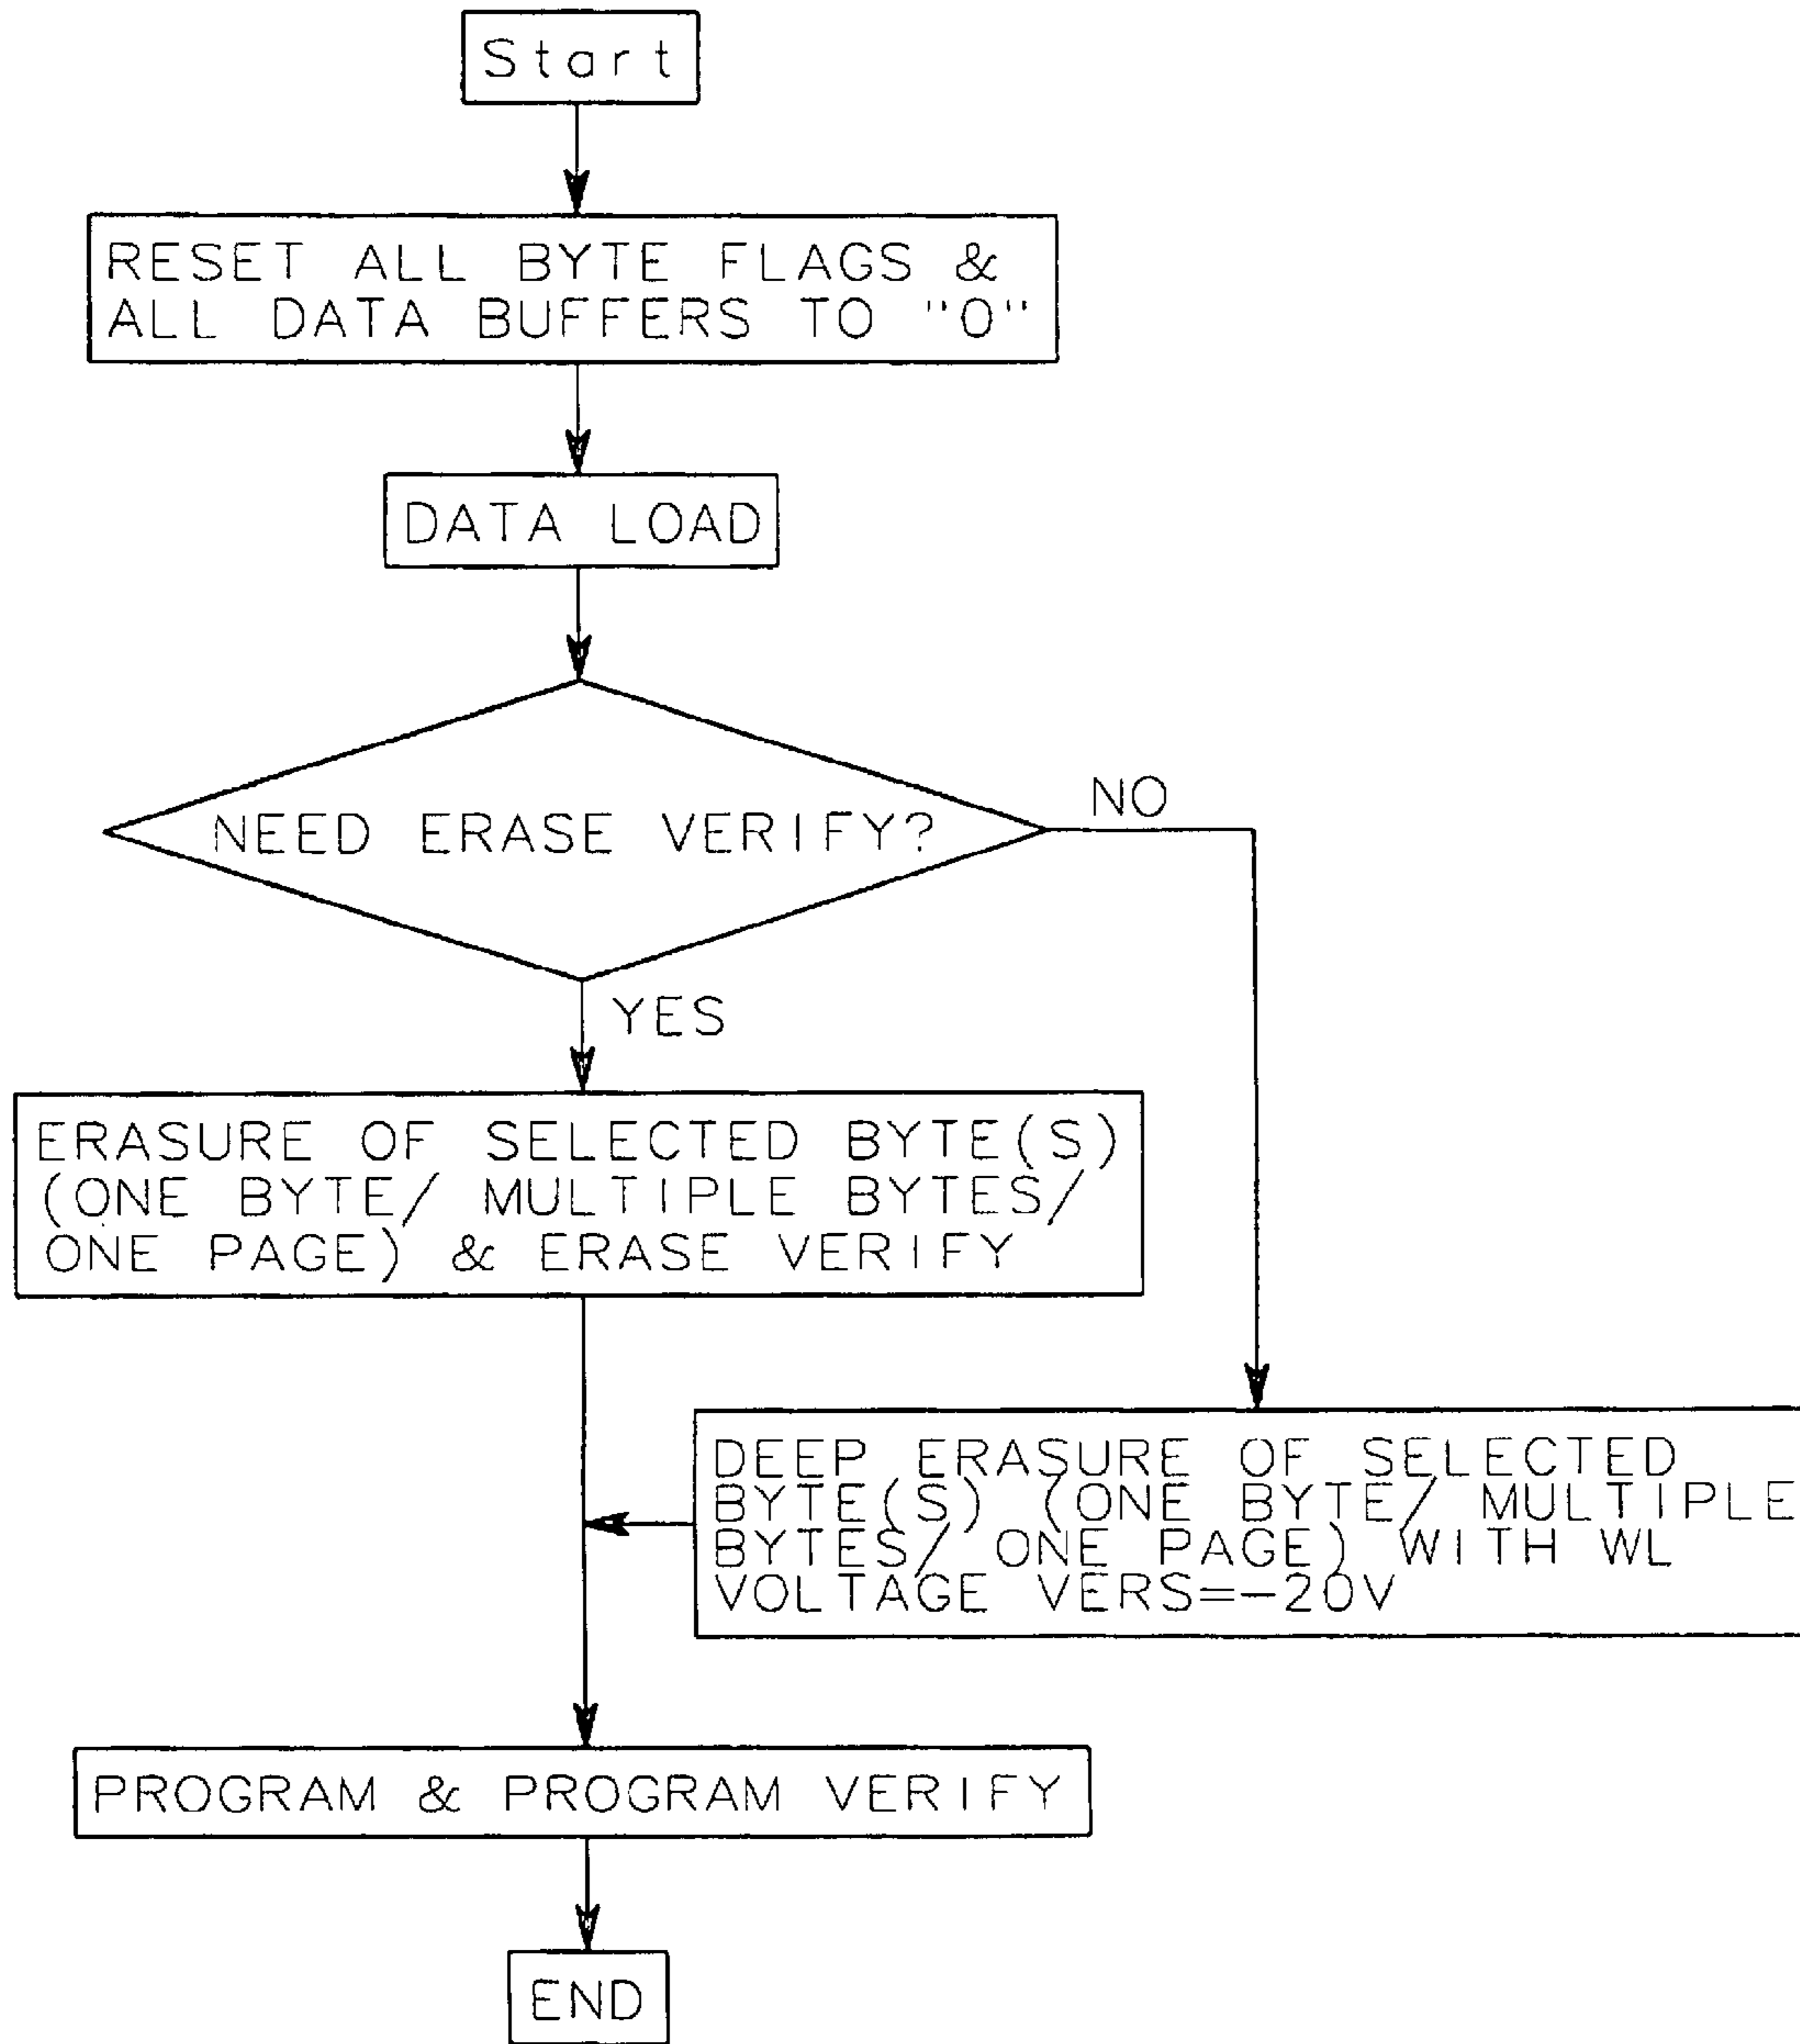 Start
RESET ALL BYTE FLAGS &
ALL DATA BUFFERS TO "0"
DATA LOAD
NEED ERASE VERIFY?
NO
YES
ERASURE OF SELECTED BYTE(S)
(ONE BYTE/ MULTIPLE BYTES/
ONE PAGE) & ERASE VERIFY
DEEP ERASURE OF SELECTED
BYTE(S) (ONE BYTE/ MULTIPLE
BYTES/ ONE PAGE) WITH WL
VOLTAGE VERS=-20V
PROGRAM & PROGRAM VERIFY
END